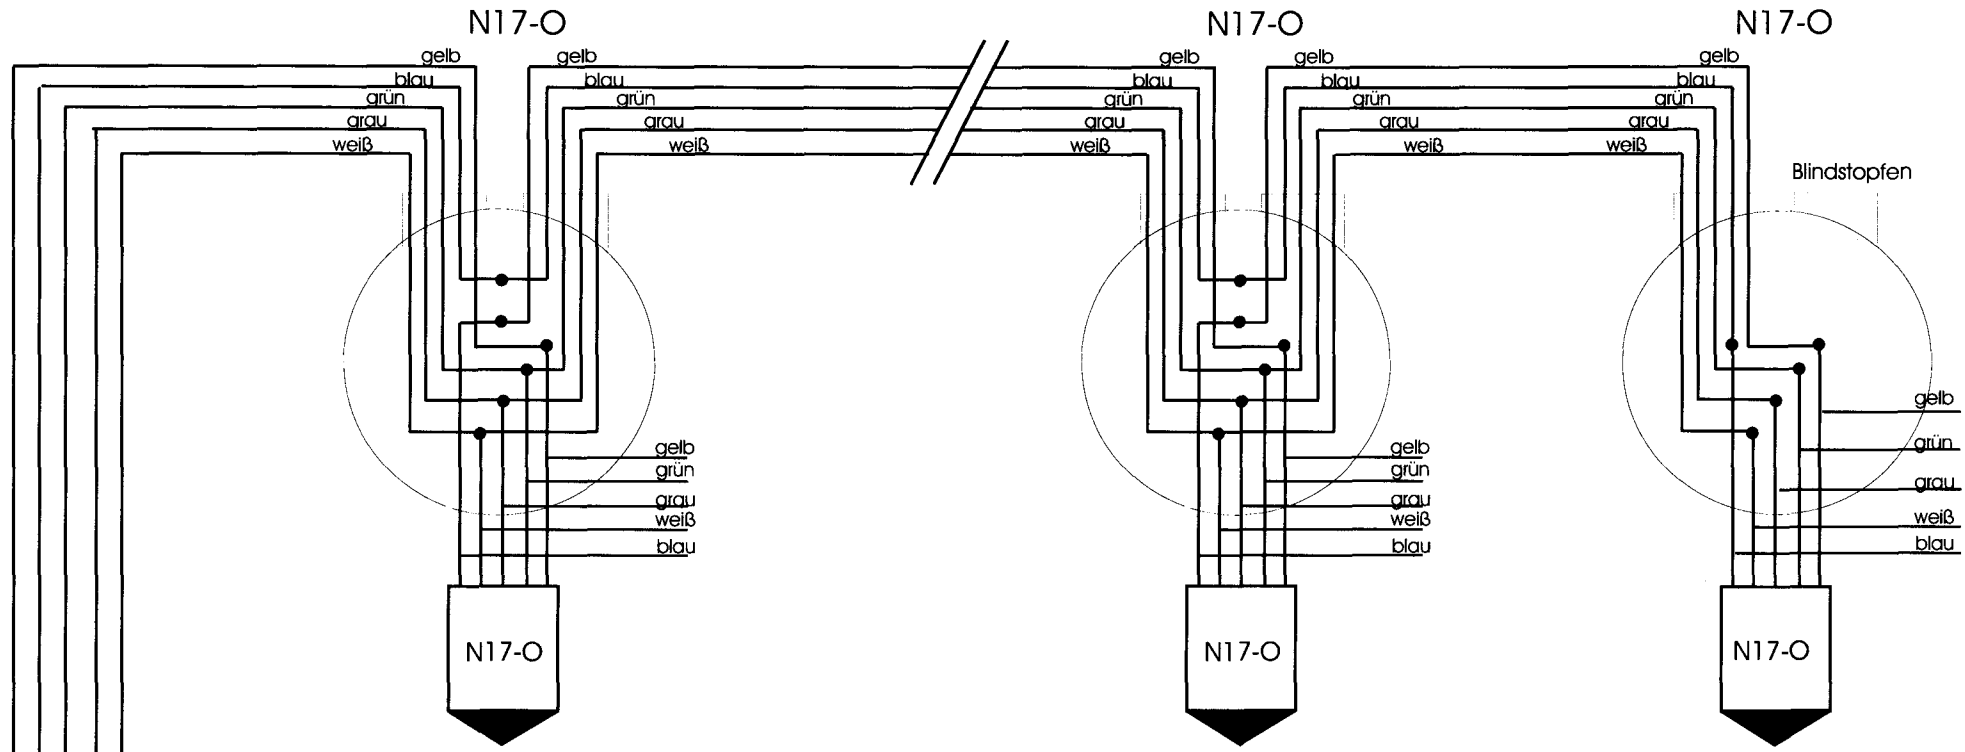 N17-O N17-O N17-O
gelb gelb gelb gelb gelb
blau blau blau blau blau
grün grün grün grün grün
grau grau grau grau grau
weiß weiß weiß weiß weiß
Blindstopfen
gelb
grün
grau
weiß
blau
gelb
grün
grau
weiß
blau
gelb
grün
grau
weiß
blau
N17-O N17-O N17-O